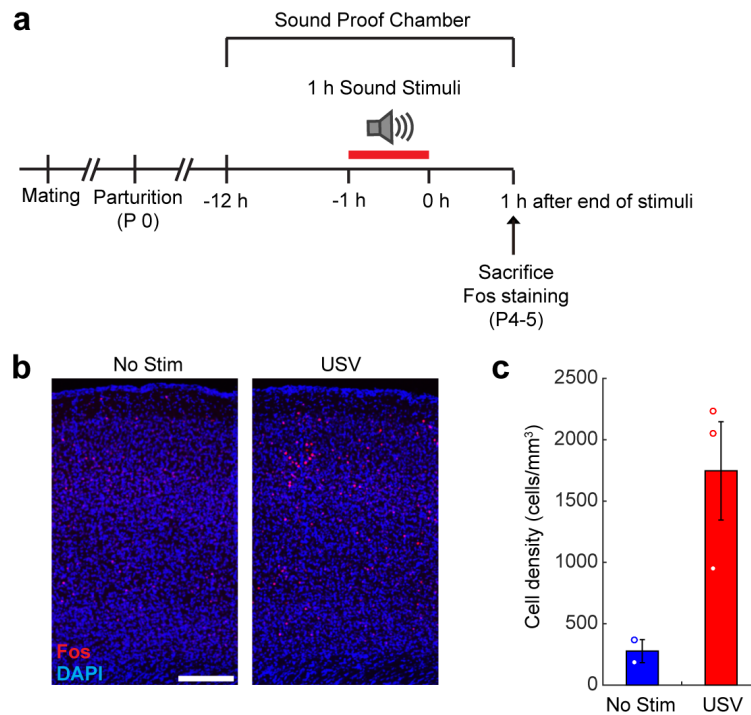 a
Sound Proof Chamber
1 h Sound Stimuli
Mating
Parturition
(P 0)
-12 h
-1 h
0 h
1 h after end of stimuli
Sacrifice
Fos staining
(P4-5)
b
No Stim
USV
Fos
DAPI
c
Cell density (cells/mm³)
2500
2000
1500
1000
500
0
No Stim
USV